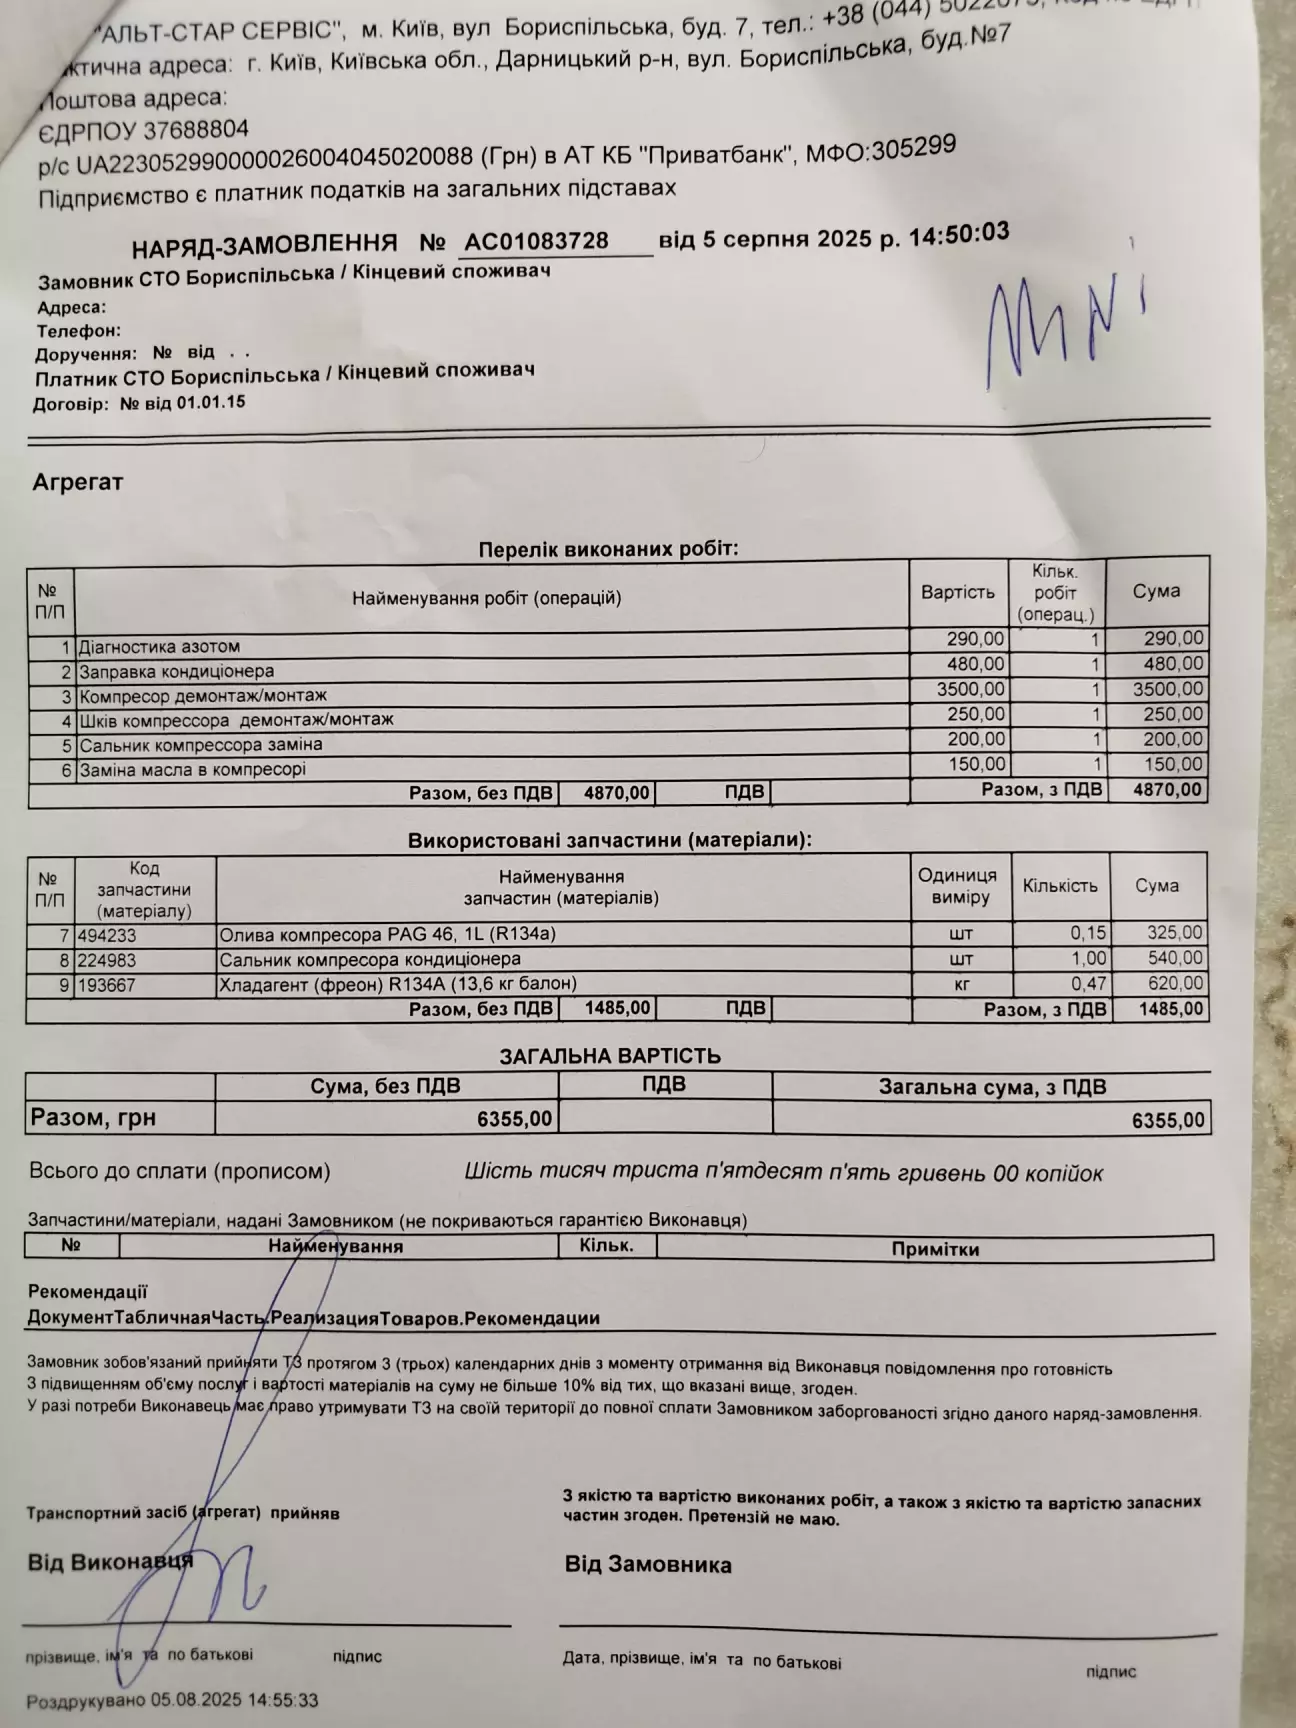 "АЛЬТ-СТАР СЕРВІС", м. Київ, вул Бориспільська, буд. 7, тел.: +38 (044)
адреса: г. Київ, Київська обл., Дарницький р-н, вул. Бориспільська, буд.№7
Поштова адреса:
ЄДРПОУ 37688804
р/с UA223052990000026004045020088 (Грн) в АТ КБ "Приватбанк", МФО:305299
Підприємство є платник податків на загальних підставах
НАРЯД-ЗАМОВЛЕННЯ № АС01083728 від 5 серпня 2025 р. 14:50:03
Замовник СТО Бориспільська / Кінцевий споживач
Адреса:
Телефон:
Доручення: № від . .
Платник СТО Бориспільська / Кінцевий споживач
Договір: № від 01.01.15
Агрегат
Перелік виконаних робіт:
№ П/П Найменування робіт (операцій) Вартість Кільк. робіт (операц.) Сума
1 Діагностика азотом 290,00 1 290,00
2 Заправка кондиціонера 480,00 1 480,00
3 Компресор демонтаж/монтаж 3500,00 1 3500,00
4 Шків компрессора демонтаж/монтаж 250,00 1 250,00
5 Сальник компрессора заміна 200,00 1 200,00
6 Заміна масла в компресорі 150,00 1 150,00
Разом, без ПДВ 4870,00 ПДВ Разом, з ПДВ 4870,00
Використовані запчастини (матеріали):
№ П/П Код запчастини (матеріалу) Найменування запчастин (матеріалів) Одиниця виміру Кількість Сума
7 494233 Олива компресора PAG 46, 1L (R134a) шт 0,15 325,00
8 224983 Сальник компресора кондиціонера шт 1,00 540,00
9 193667 Хладагент (фреон) R134A (13,6 кг балон) кг 0,47 620,00
Разом, без ПДВ 1485,00 ПДВ Разом, з ПДВ 1485,00
ЗАГАЛЬНА ВАРТІСТЬ
Сума, без ПДВ ПДВ Загальна сума, з ПДВ
Разом, грн 6355,00 6355,00
Всього до сплати (прописом) Шість тисяч триста п'ятдесят п'ять гривень 00 копійок
Запчастини/матеріали, надані Замовником (не покриваються гарантією Виконавця)
№ Найменування Кільк. Примітки
Рекомендації
ДокументТабличнаяЧасть.РеализацияТоваров.Рекомендации
Замовник зобов'язаний прийняти ТЗ протягом 3 (трьох) календарних днів з моменту отримання від Виконавця повідомлення про готовність
З підвищенням об'єму послуг і вартості матеріалів на суму не більше 10% від тих, що вказані вище, згоден.
У разі потреби Виконавець має право утримувати ТЗ на своїй території до повної сплати Замовником заборгованості згідно даного наряд-замовлення.
Транспортний засіб (агрегат) прийняв
З якістю та вартістю виконаних робіт, а також з якістю та вартістю запасних
частин згоден. Претензій не маю.
Від Виконавця Від Замовника
прізвище, ім'я та по батькові підпис
Дата, прізвище, ім'я та по батькові підпис
Роздрукувано 05.08.2025 14:55:33